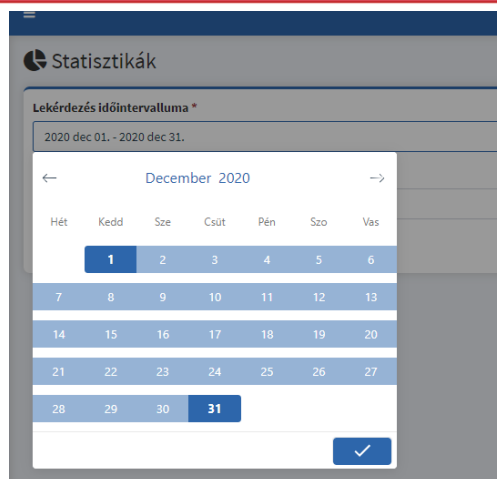 Statisztikák
Lekérdezés időintervalluma *
2020 dec 01. - 2020 dec 31.
December 2020
Hét Kedd Sze Csüt Pén Szo Vas
1 2 3 4 5 6
7 8 9 10 11 12 13
14 15 16 17 18 19 20
21 22 23 24 25 26 27
28 29 30 31